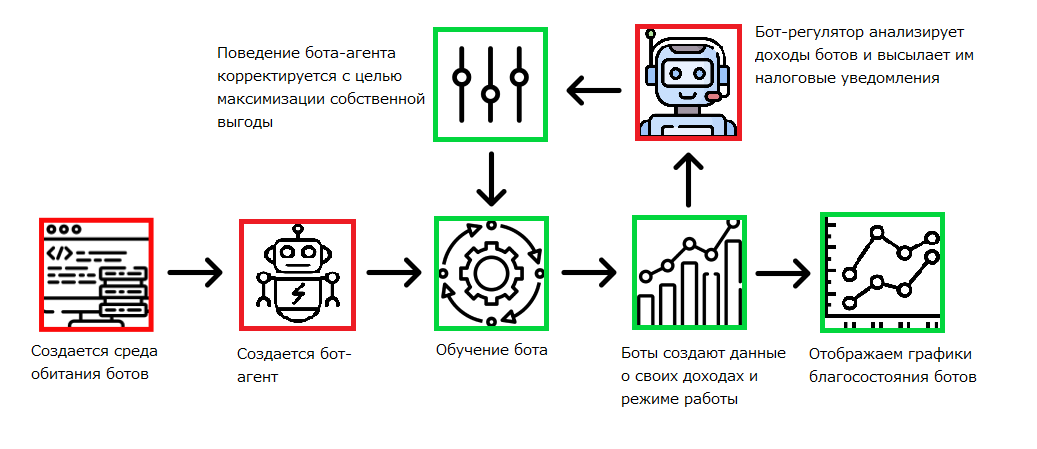 Поведение бота-агента
корректируется с целью
максимизации собственной
выгоды
Бот-регулятор анализирует
доходы ботов и высылает им
налоговые уведомления
</>
Создается среда
обитания ботов
Создается бот-
агент
Обучение бота
Боты создают данные
о своих доходах и
режиме работы
Отображаем графики
благосостояния ботов